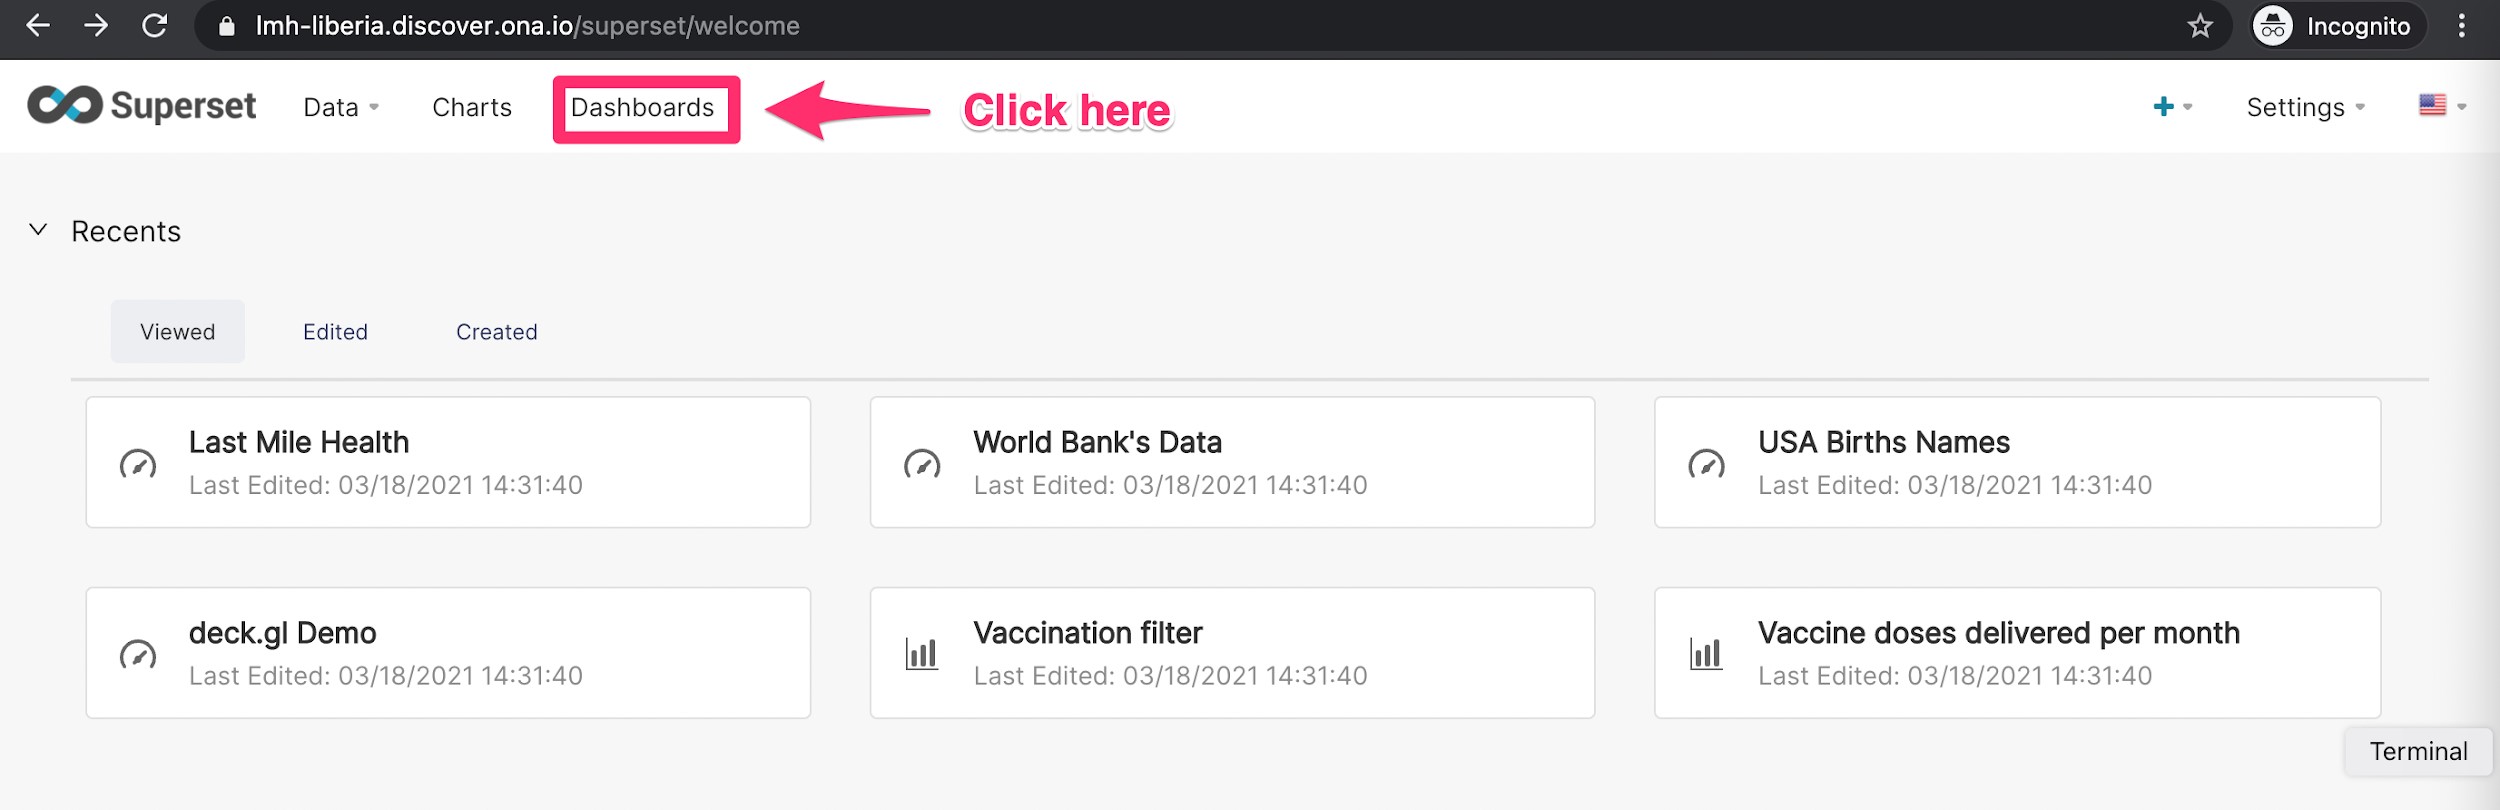 lmh-liberia.discover.ona.io/superset/welcome Incognito
Superset Data Charts Dashboards Click here Settings
Recents
Viewed Edited Created
Last Mile Health
Last Edited: 03/18/2021 14:31:40
World Bank's Data
Last Edited: 03/18/2021 14:31:40
USA Births Names
Last Edited: 03/18/2021 14:31:40
deck.gl Demo
Last Edited: 03/18/2021 14:31:40
Vaccination filter
Last Edited: 03/18/2021 14:31:40
Vaccine doses delivered per month
Last Edited: 03/18/2021 14:31:40
Terminal